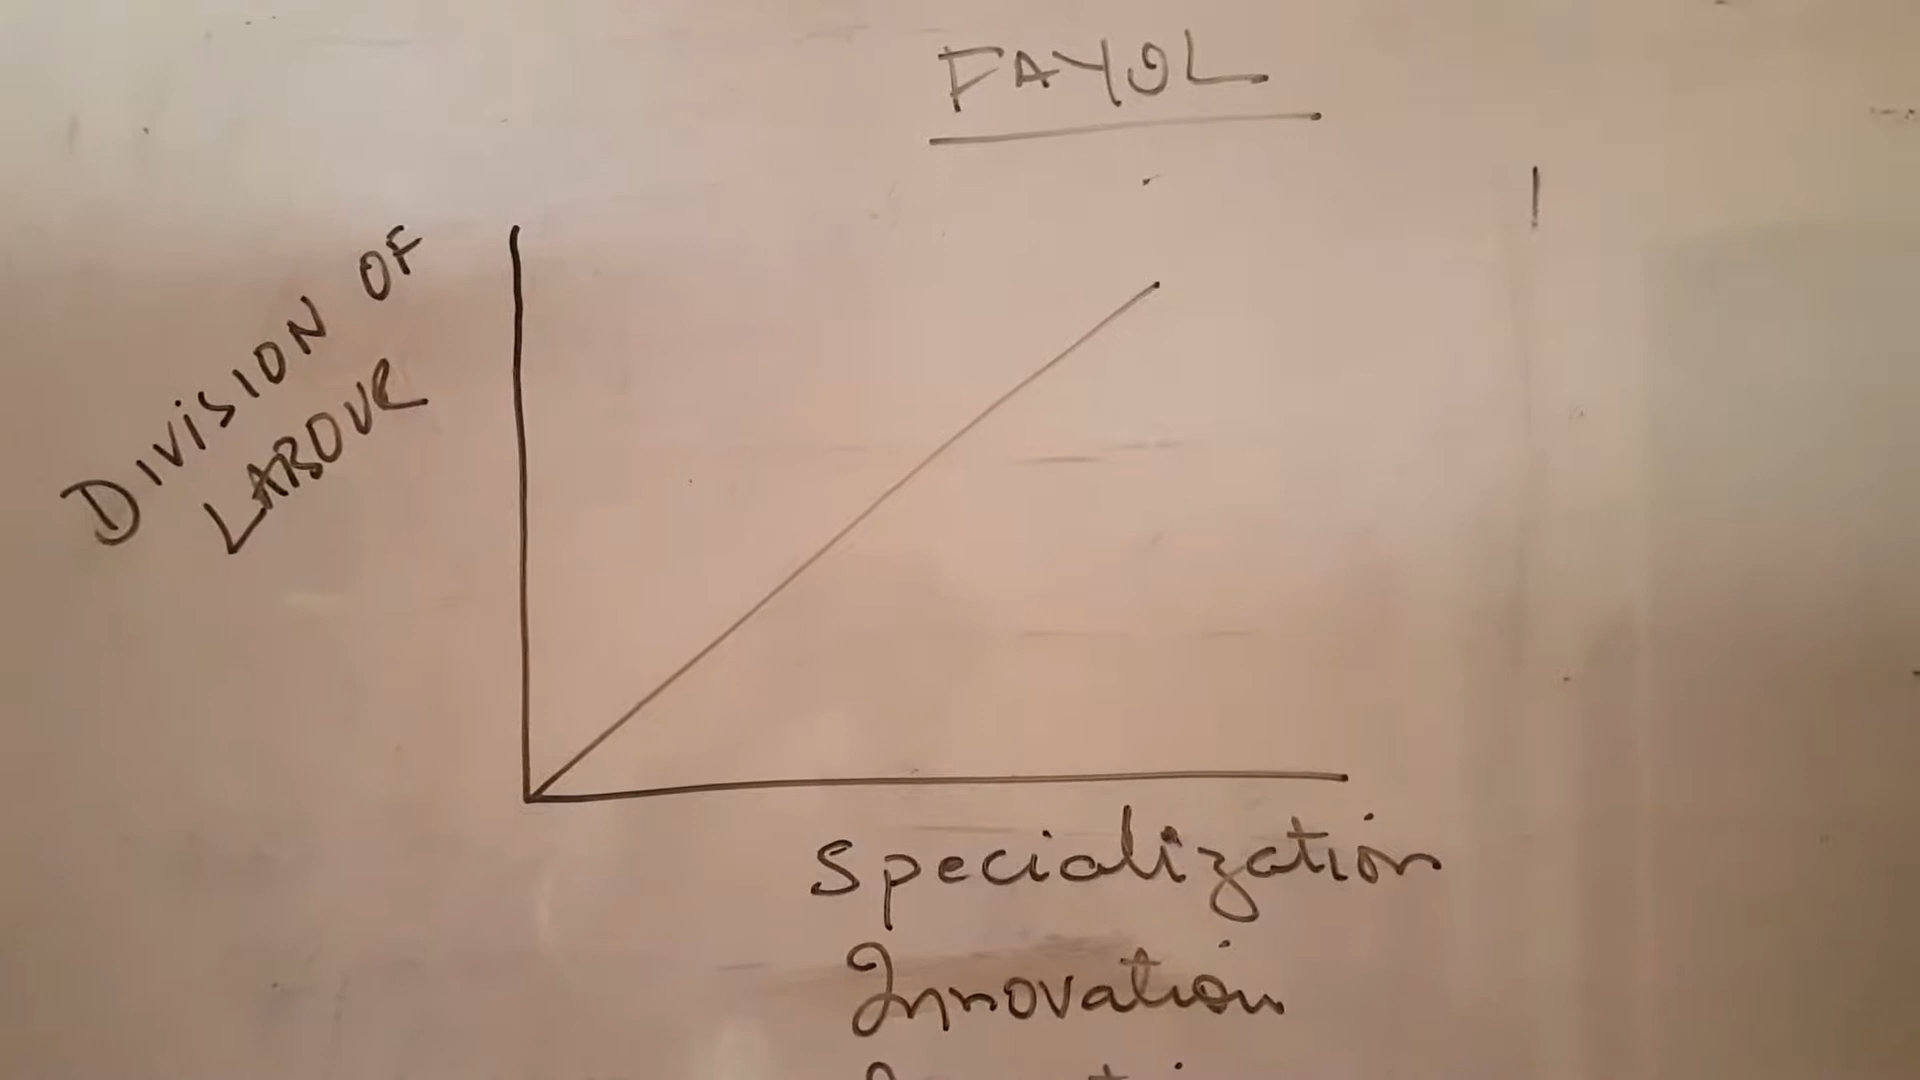 FAYOL
DIVISION OF
LABOUR
Specialization
Innovation